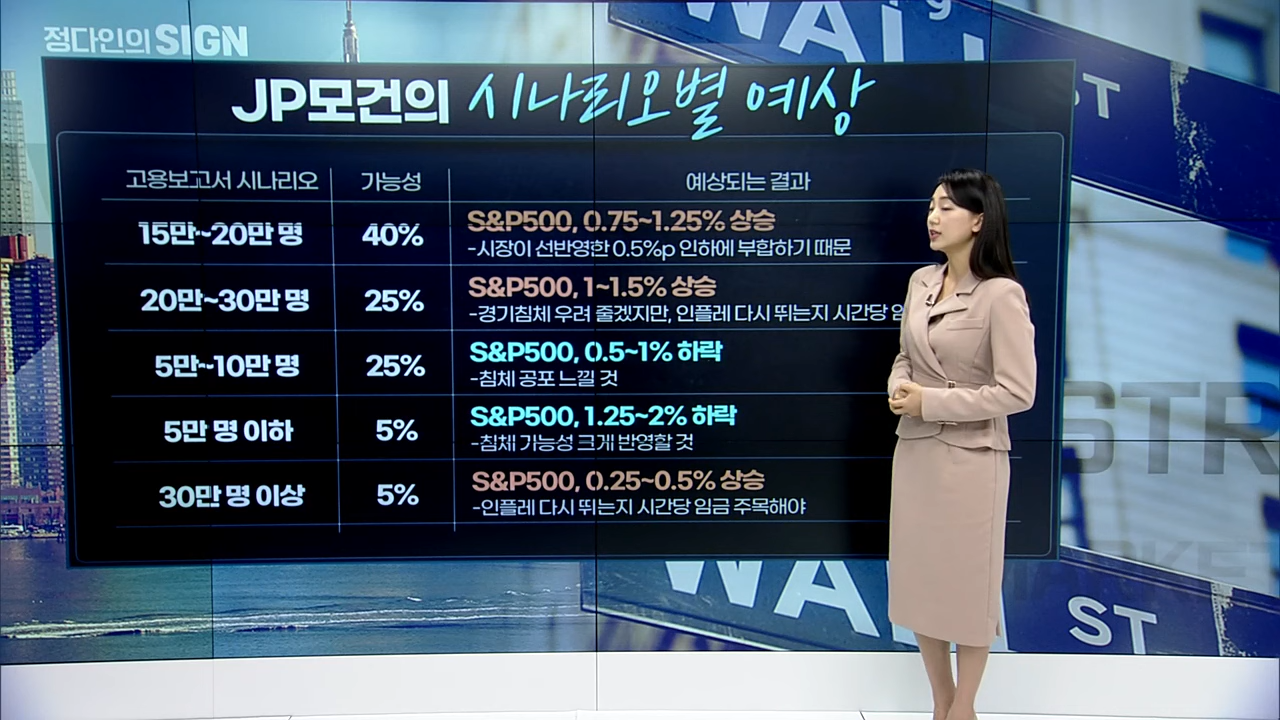 정다인의 SIGN
JP모건의 시나리오별 예상
고용보고서 시나리오 가능성 예상되는 결과
15만~20만 명 40% S&P500, 0.75~1.25% 상승
-시장이 선반영한 0.5%p 인하에 부합하기 때문
20만~30만 명 25% S&P500, 1~1.5% 상승
-경기침체 우려 줄겠지만, 인플레 다시 뛰는지 시간당
5만~10만 명 25% S&P500, 0.5~1% 하락
-침체 공포 느낄 것
5만 명 이하 5% S&P500, 1.25~2% 하락
-침체 가능성 크게 반영할 것
30만 명 이상 5% S&P500, 0.25~0.5% 상승
-인플레 다시 뛰는지 시간당 임금 주목해야
WALL ST
STR
WALL ST